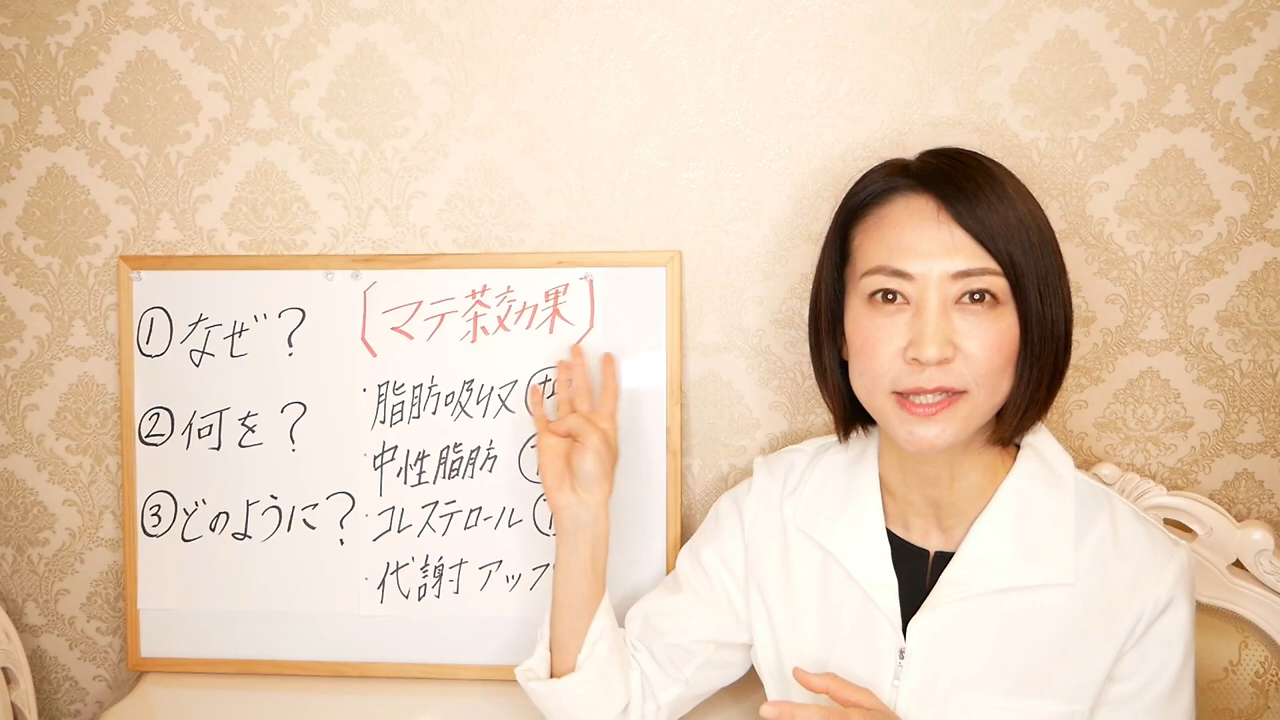 ①なぜ?
②何を?
③どのように?
[マテ茶効果]
・脂肪吸収
・中性脂肪
・コレステロール
・代謝アップ